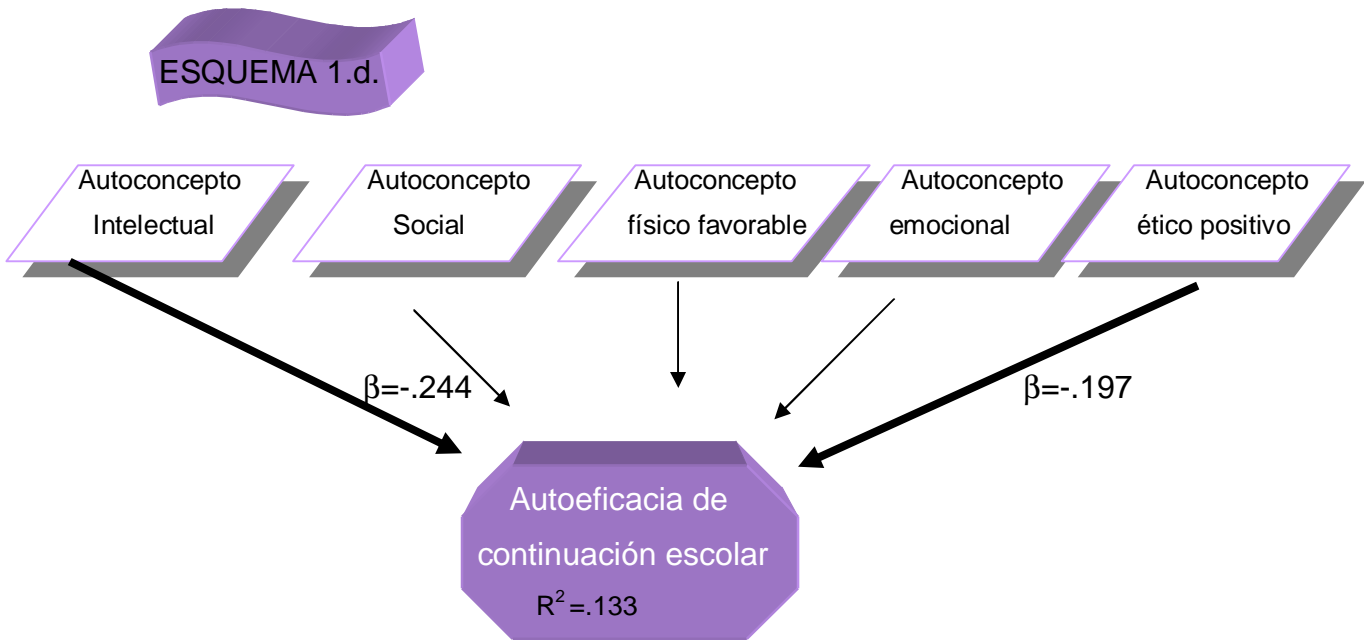 ESQUEMA 1.d.
Autoconcepto
Intelectual
Autoconcepto
Social
Autoconcepto
físico favorable
Autoconcepto
emocional
Autoconcepto
ético positivo
β=-.244
β=-.197
Autoeficacia de
continuación escolar
R² =.133